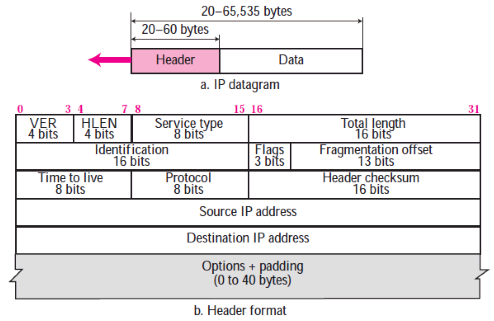 20–65,535 bytes
20–60 bytes
Header Data
a. IP datagram
0 3 4 7 8 15 16 31
VER HLEN Service type Total length
4 bits 4 bits 8 bits 16 bits
Identification Flags Fragmentation offset
16 bits 3 bits 13 bits
Time to live Protocol Header checksum
8 bits 8 bits 16 bits
Source IP address
Destination IP address
Options + padding
(0 to 40 bytes)
b. Header format